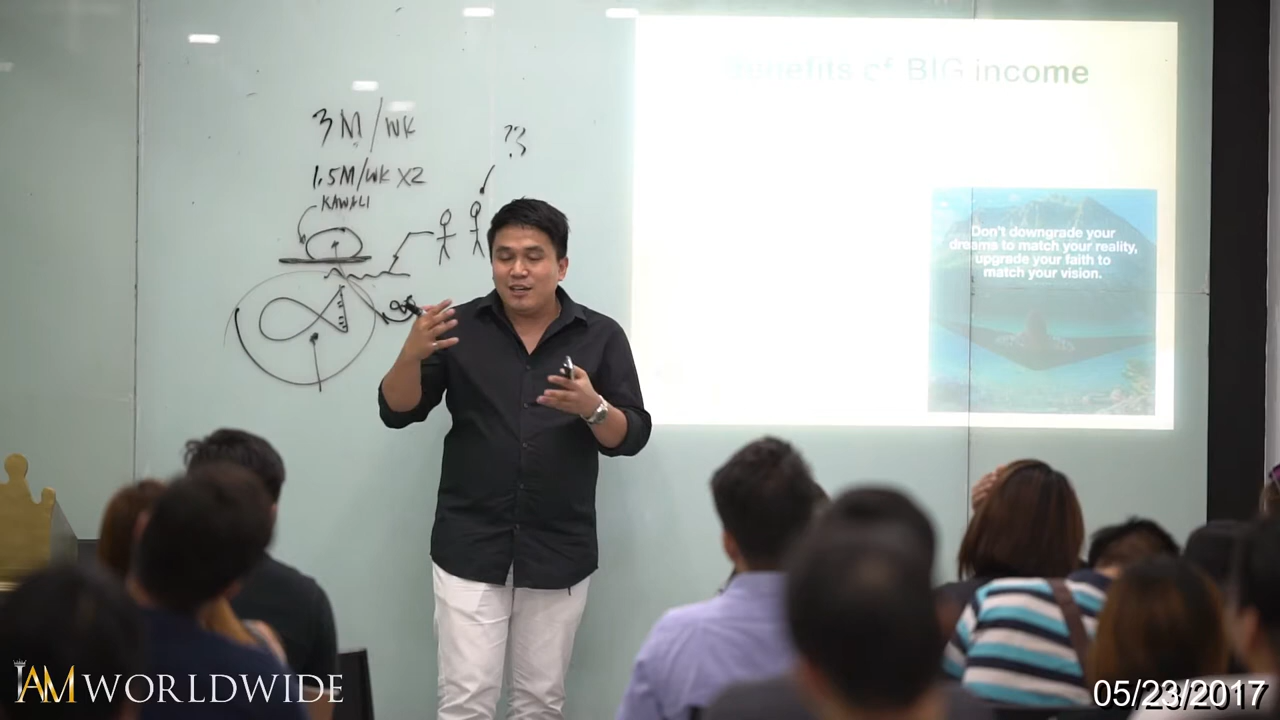 Benefits of BIG income
3 M/WK
1.5M/WK X2
KAWALI
??
Don't downgrade your
dreams to match your reality,
upgrade your faith to
match your vision.
IAM WORLDWIDE
05/23/2017